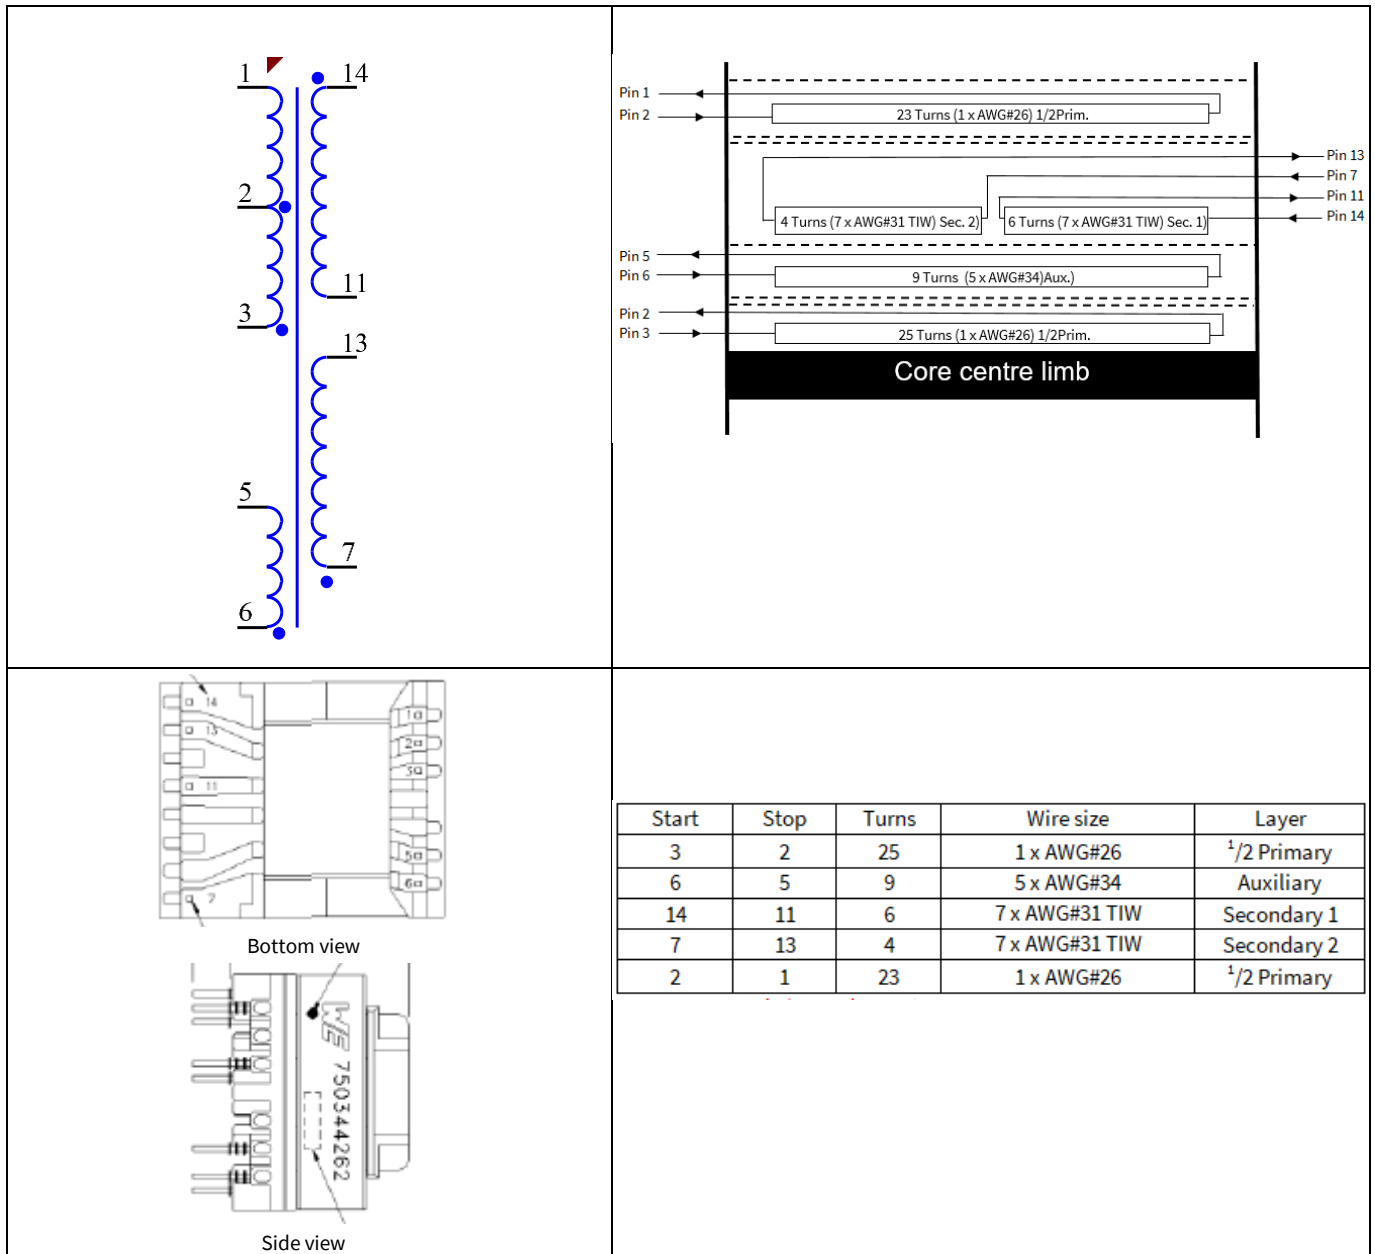 1
14
2
3
11
13
5
7
6
Pin 1
Pin 2
23 Turns (1 x AWG#26) 1/2Prim.
Pin 13
Pin 7
Pin 11
Pin 14
4 Turns (7 x AWG#31 TIW) Sec. 2)
6 Turns (7 x AWG#31 TIW) Sec. 1)
Pin 5
Pin 6
9 Turns (5 x AWG#34)Aux.)
Pin 2
Pin 3
25 Turns (1 x AWG#26) 1/2Prim.
Core centre limb
14
13
11
7
1
2
3
5
6
Bottom view
WE
750344262
Side view
Start Stop Turns Wire size Layer
3 2 25 1 x AWG#26 1/2 Primary
6 5 9 5 x AWG#34 Auxiliary
14 11 6 7 x AWG#31 TIW Secondary 1
7 13 4 7 x AWG#31 TIW Secondary 2
2 1 23 1 x AWG#26 1/2 Primary